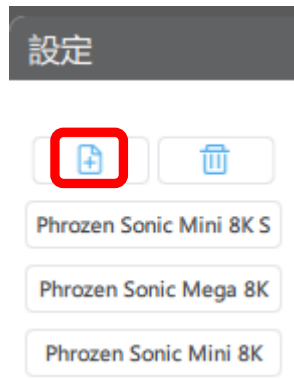 設定
Phrozen Sonic Mini 8K S
Phrozen Sonic Mega 8K
Phrozen Sonic Mini 8K